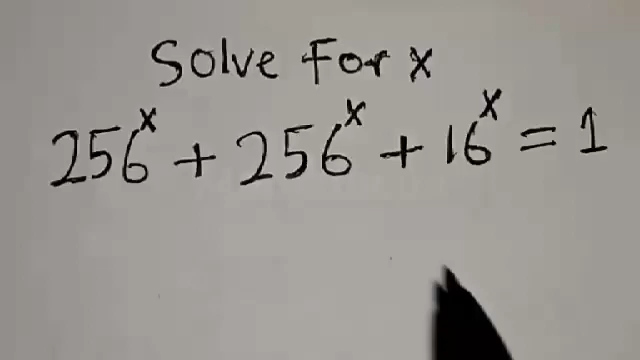 Solve For x
256^x + 256^x + 16^x = 1